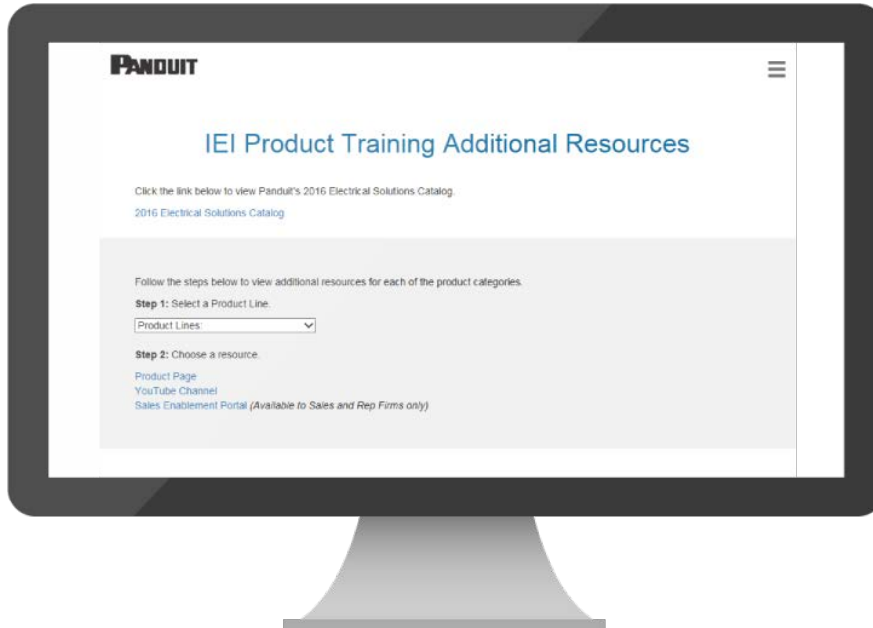 PANDUIT
IEI Product Training Additional Resources
Click the link below to view Panduit's 2016 Electrical Solutions Catalog.
2016 Electrical Solutions Catalog
Follow the steps below to view additional resources for each of the product categories.
Step 1: Select a Product Line.
Product Lines:
Step 2: Choose a resource.
Product Page
YouTube Channel
Sales Enablement Portal (Available to Sales and Rep Firms only)